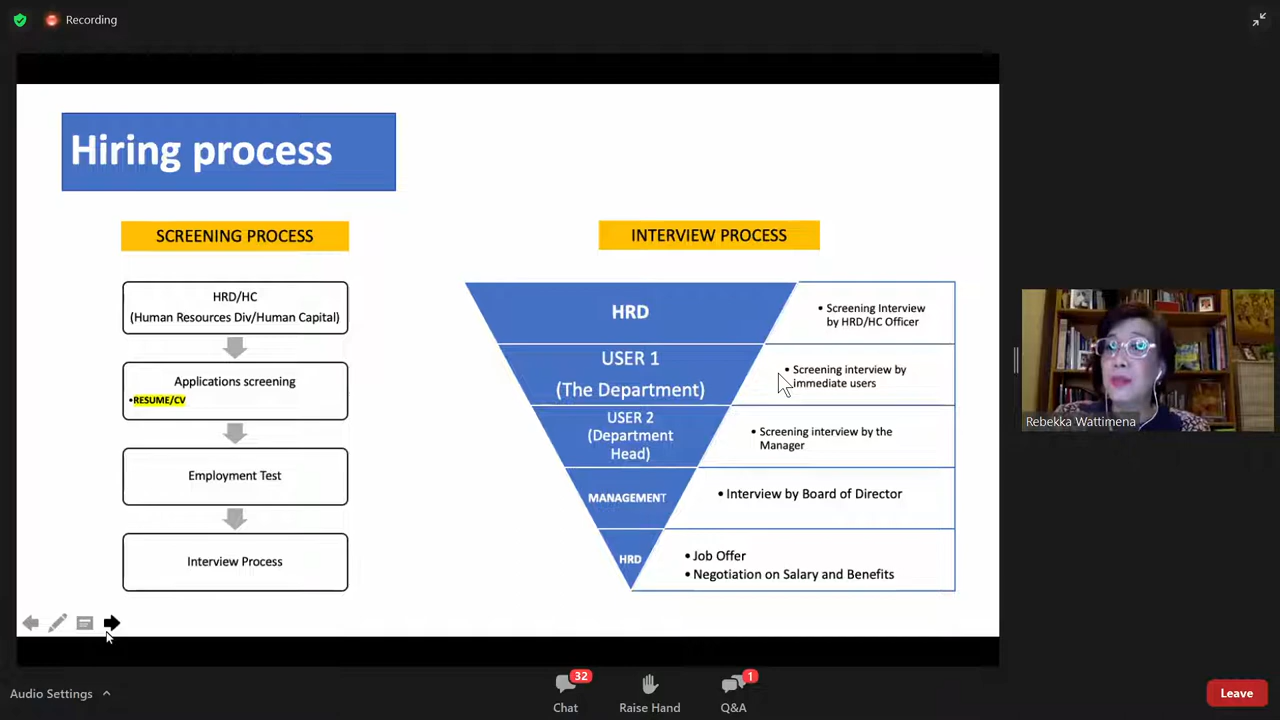 Recording
Hiring process
SCREENING PROCESS
HRD/HC
(Human Resources Div/Human Capital)
Applications screening
•RESUME/CV
Employment Test
Interview Process
INTERVIEW PROCESS
HRD
• Screening Interview
by HRD/HC Officer
USER 1
(The Department)
• Screening interview by
immediate users
USER 2
(Department
Head)
• Screening interview by the
Manager
MANAGEMENT
• Interview by Board of Director
HRD
• Job Offer
• Negotiation on Salary and Benefits
Rebekka Wattimena
Audio Settings
32
Chat
Raise Hand
1
Q&A
Leave